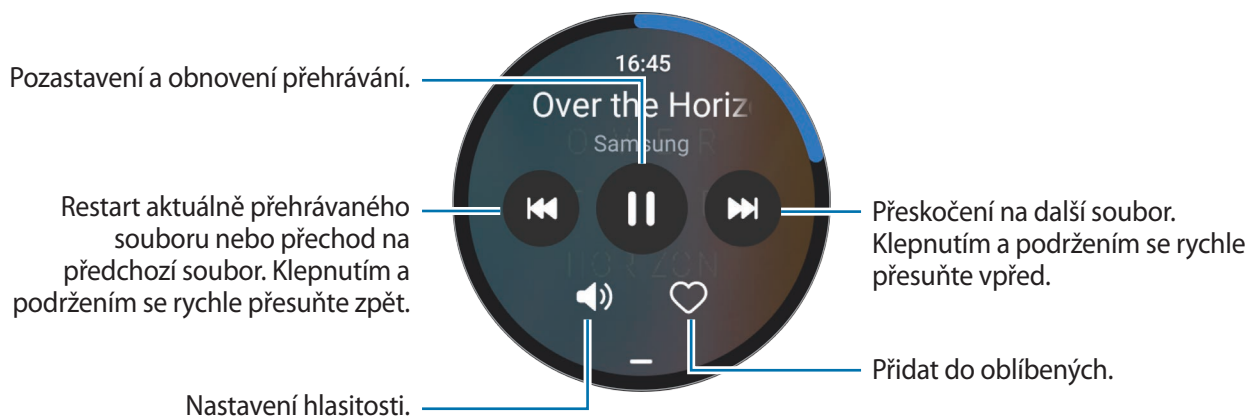 16:45
Pozastavení a obnovení přehrávání.
Over the Horiz
Samsung
OVER
HORIZON
Restart aktuálně přehrávaného
souboru nebo přechod na
předchozí soubor. Klepnutím a
podržením se rychle přesuňte zpět.
Přeskočení na další soubor.
Klepnutím a podržením se rychle
přesuňte vpřed.
Přidat do oblíbených.
Nastavení hlasitosti.